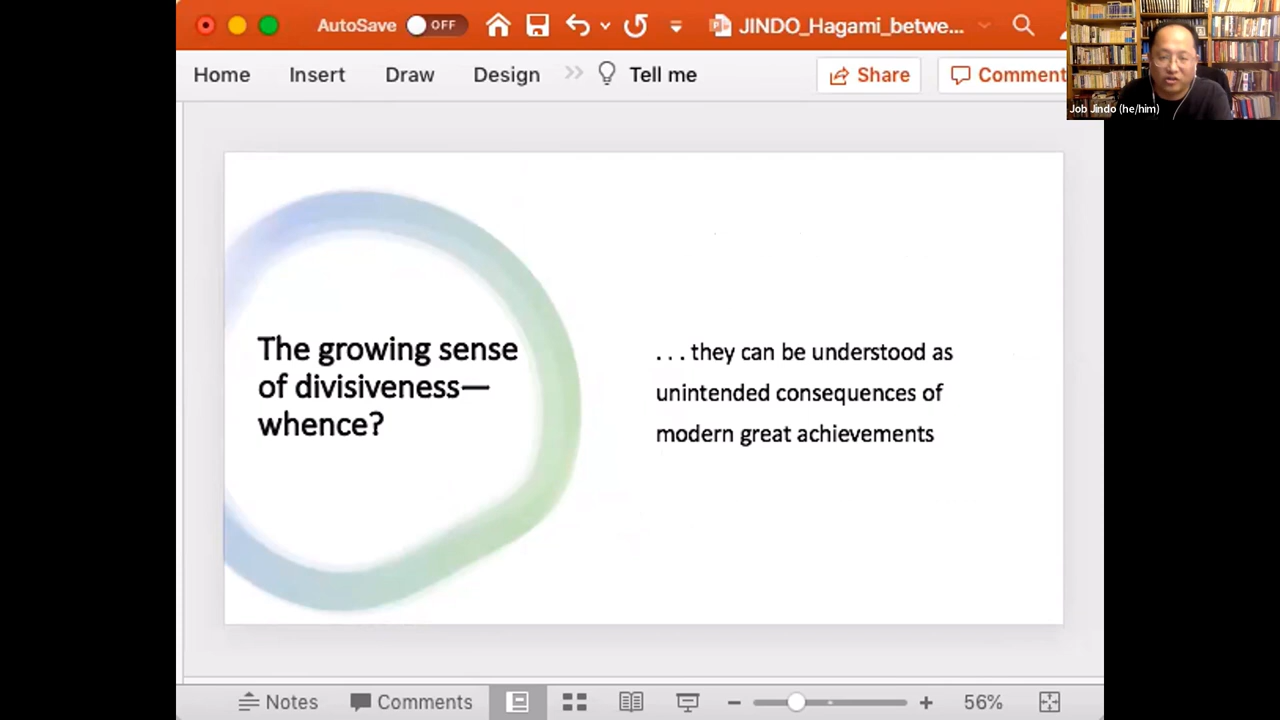 AutoSave OFF JINDO_Hagami_betwe...
Home Insert Draw Design Tell me Share Comment
Job Jindo (he/him)
The growing sense
of divisiveness—
whence?
. . . they can be understood as
unintended consequences of
modern great achievements
Notes Comments 56%